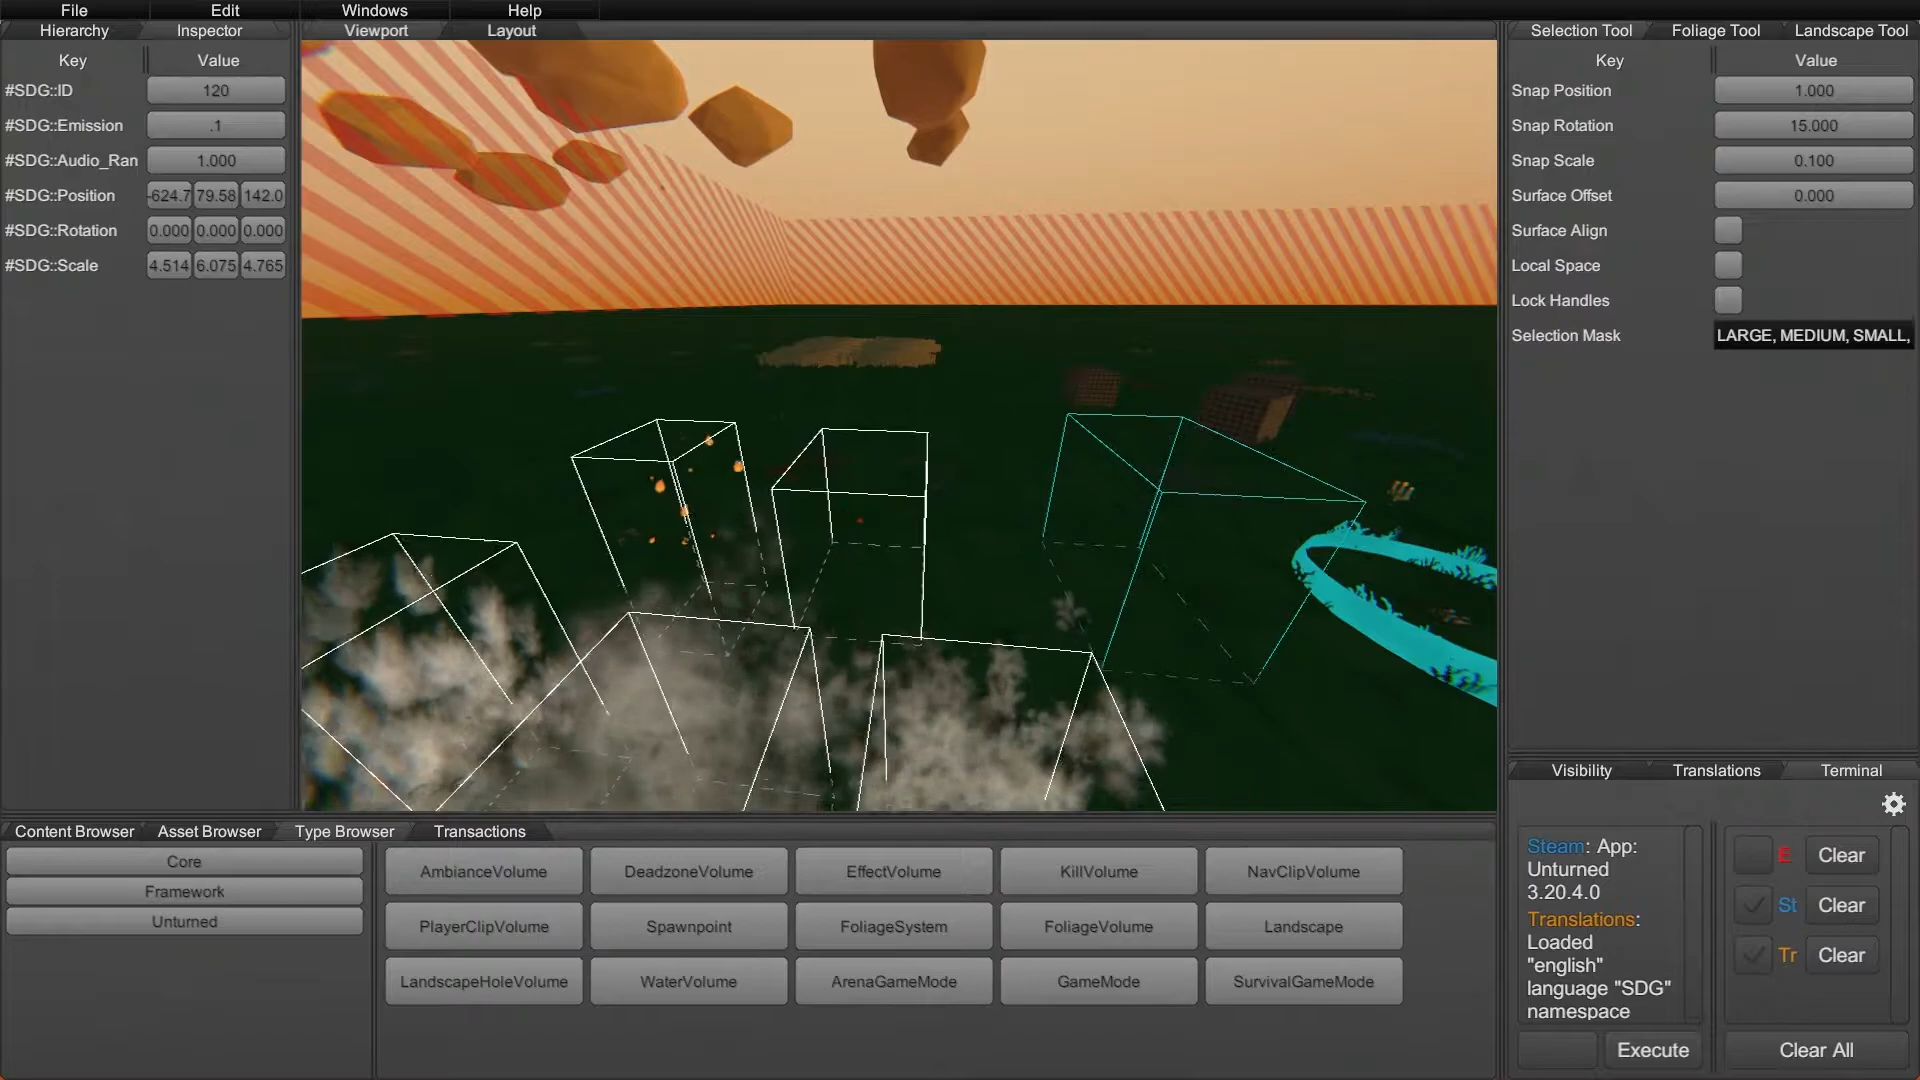 File Edit Windows Help
Hierarchy Inspector Viewport Layout Selection Tool Foliage Tool Landscape Tool
Key Value
#SDG::ID 120
#SDG::Emission .1
#SDG::Audio_Ran 1.000
#SDG::Position -624.7 79.58 142.0
#SDG::Rotation 0.000 0.000 0.000
#SDG::Scale 4.514 6.075 4.765
Key Value
Snap Position 1.000
Snap Rotation 15.000
Snap Scale 0.100
Surface Offset 0.000
Surface Align
Local Space
Lock Handles
Selection Mask LARGE, MEDIUM, SMALL,
Content Browser Asset Browser Type Browser Transactions
Core
Framework
Unturned
AmbianceVolume DeadzoneVolume EffectVolume KillVolume NavClipVolume
PlayerClipVolume Spawnpoint FoliageSystem FoliageVolume Landscape
LandscapeHoleVolume WaterVolume ArenaGameMode GameMode SurvivalGameMode
Visibility Translations Terminal
Steam: App:
Unturned
3.20.4.0
Translations:
Loaded
"english"
language "SDG"
namespace
E Clear
St Clear
Tr Clear
Execute Clear All